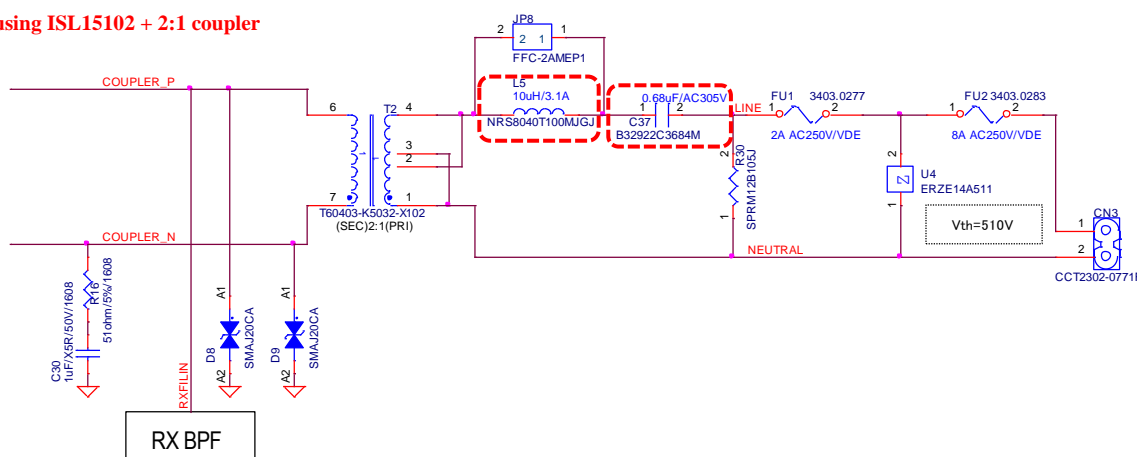 using ISL15102 + 2:1 coupler
JP8
2 2 1 1
FFC-2AMEP1
COUPLER_P
L5
10uH/3.1A
NRS8040T100MJGJ
0.68uF/AC305V
1 2
C37
B32922C3684M
LINE
FU1 3403.0277
1 2
2A AC250V/VDE
FU2 3403.0283
1 2
8A AC250V/VDE
6 T2 4
3
2
7 1
T60403-K5032-X102
(SEC)2:1(PRI)
2
R30
SPRM12B105J
1
2
U4
ERZE14A511
1
Vth=510V
CN3
1
2
CCT2302-0771
COUPLER_N
NEUTRAL
R16
51ohm/5%/1608
C30
1uF/X5R/50V/1608
RXFILIN
A1
D8
SMAJ20CA
A2
A1
D9
SMAJ20CA
A2
RX BPF